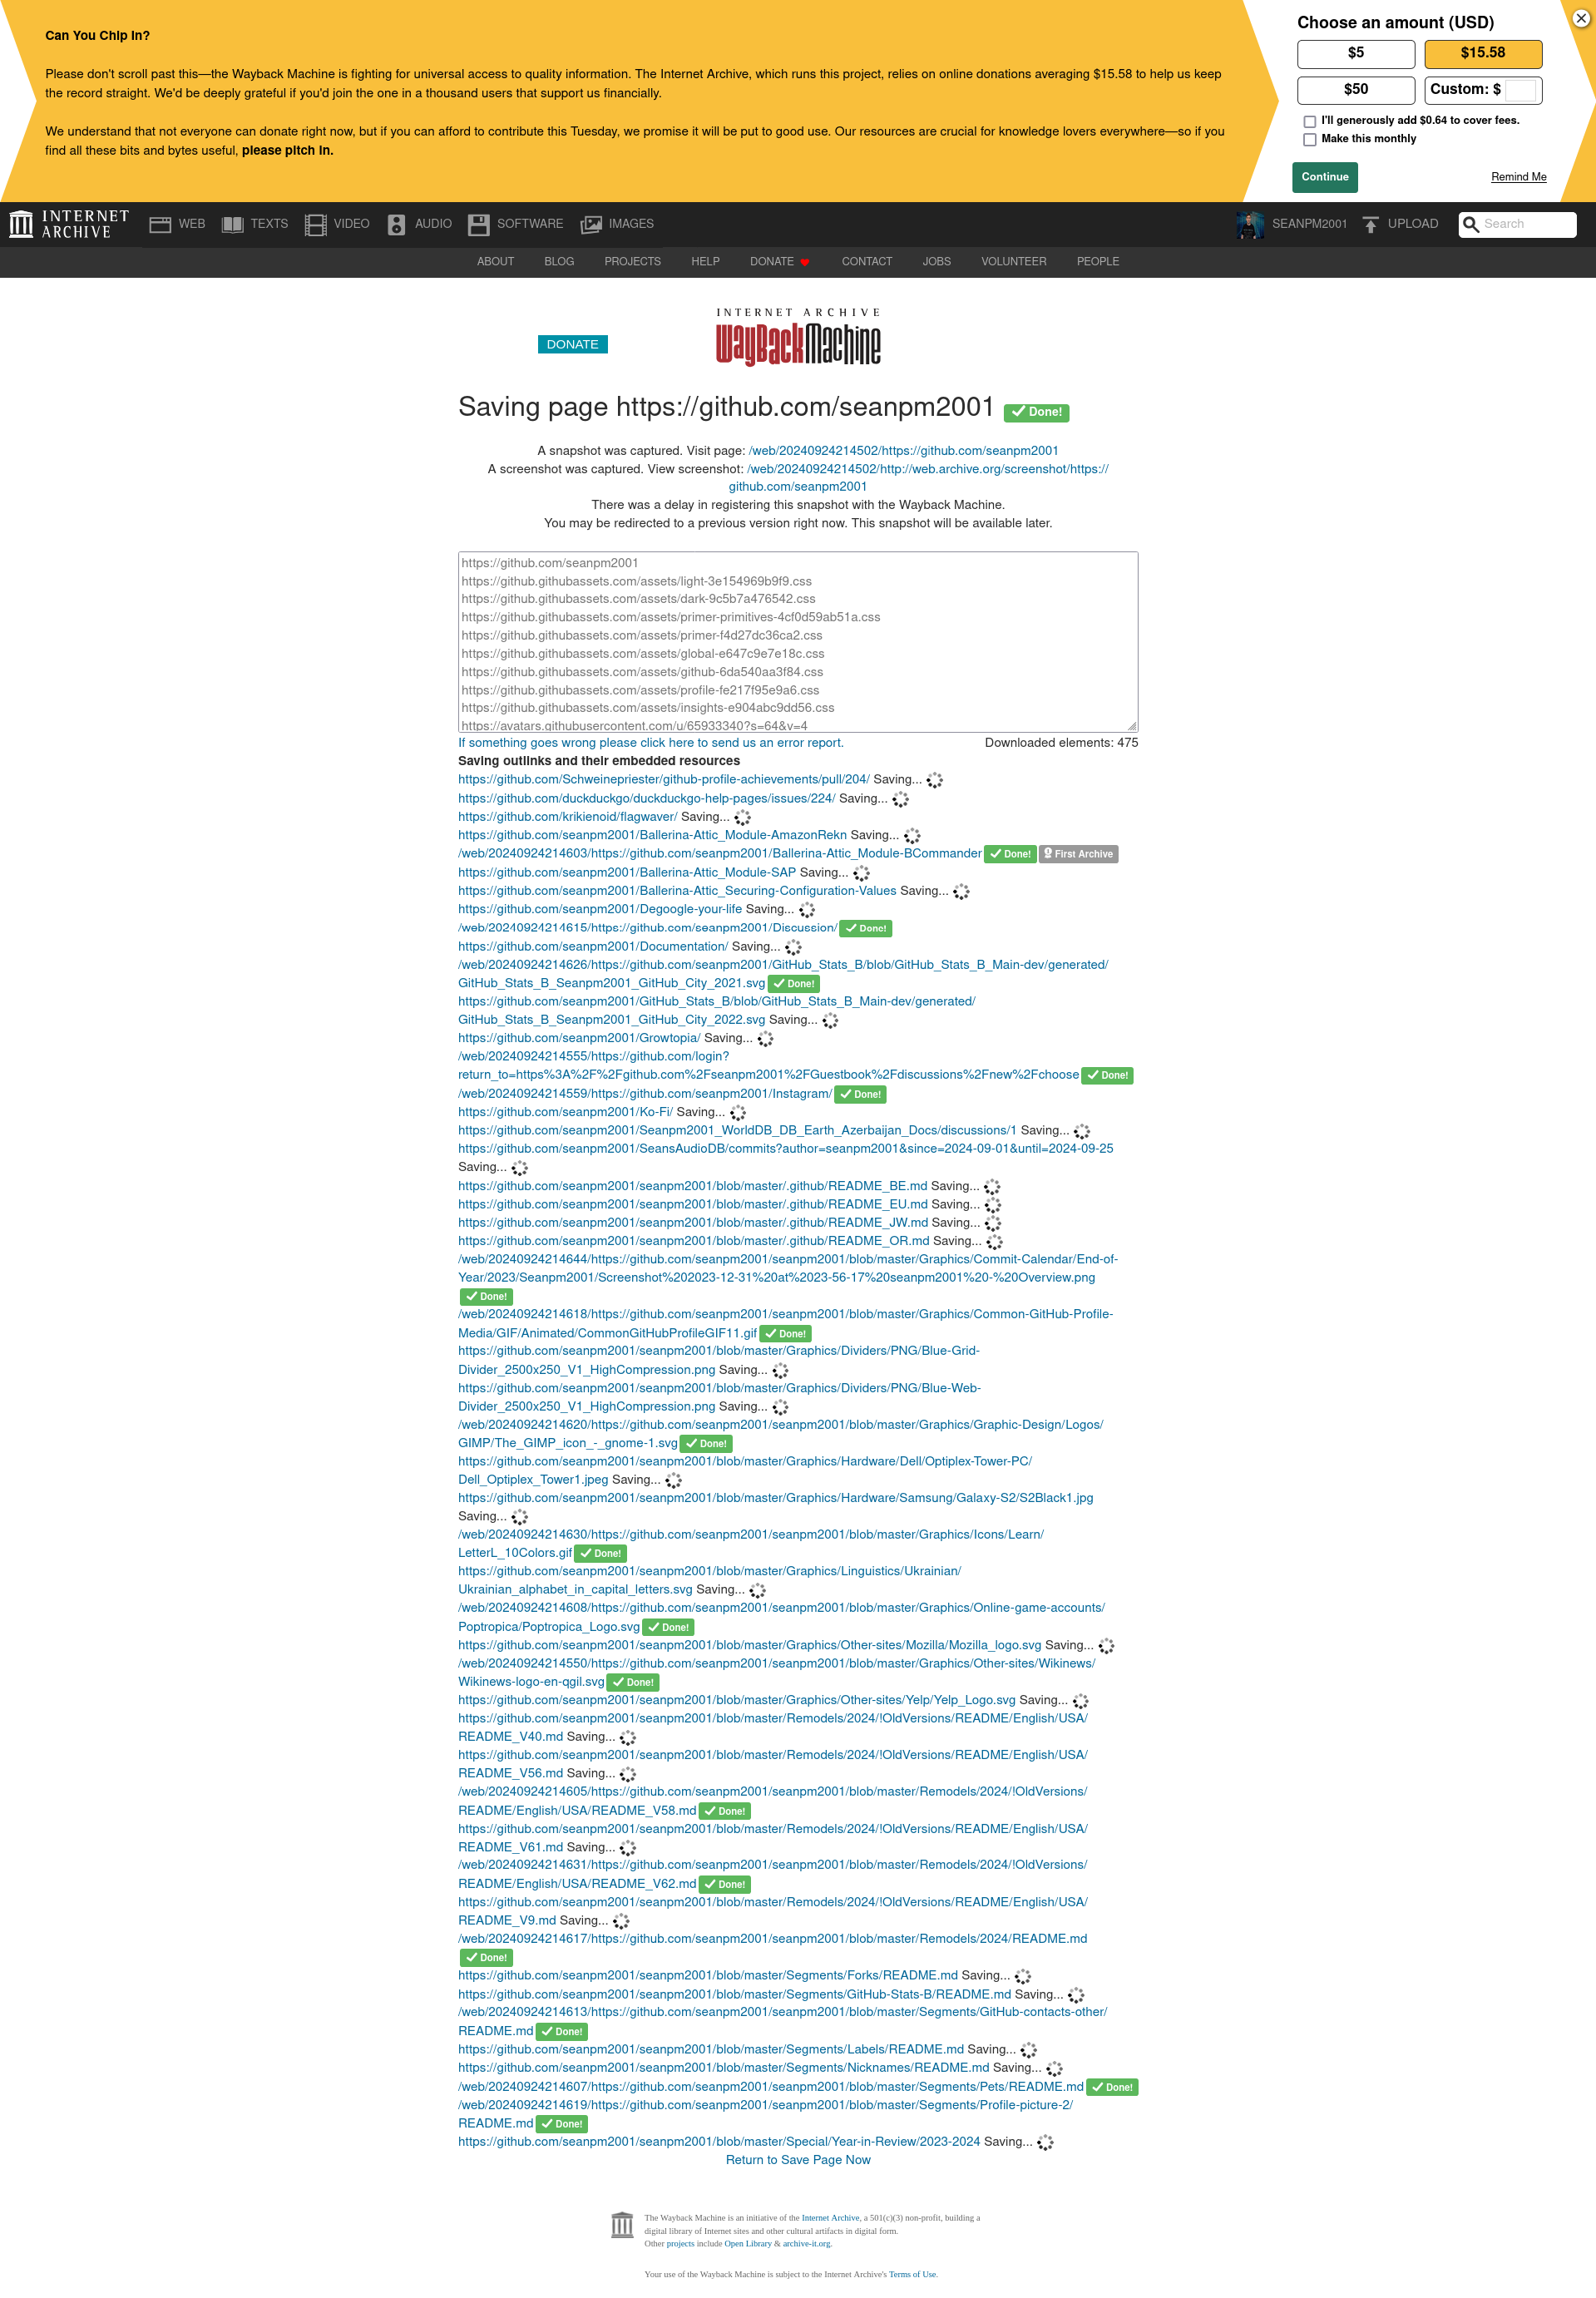 Can You Chip In?
Please don't scroll past this—the Wayback Machine is fighting for universal access to quality information. The Internet Archive, which runs this project, relies on online donations averaging $15.58 to help us keep
the record straight. We'd be deeply grateful if you'd join the one in a thousand users that support us financially.
We understand that not everyone can donate right now, but if you can afford to contribute this Tuesday, we promise it will be put to good use. Our resources are crucial for knowledge lovers everywhere—so if you
find all these bits and bytes useful, please pitch in.
Choose an amount (USD)
$5
$15.58
$50
Custom: $
I'll generously add $0.64 to cover fees.
Make this monthly
Continue
Remind Me
INTERNET
ARCHIVE
WEB
TEXTS
VIDEO
AUDIO
SOFTWARE
IMAGES
SEANPM2001
UPLOAD
Search
ABOUT
BLOG
PROJECTS
HELP
DONATE
CONTACT
JOBS
VOLUNTEER
PEOPLE
DONATE
INTERNET ARCHIVE
WayBackMachine
Saving page https://github.com/seanpm2001 Done!
A snapshot was captured. Visit page: /web/20240924214502/https://github.com/seanpm2001
A screenshot was captured. View screenshot: /web/20240924214502/http://web.archive.org/screenshot/https://
github.com/seanpm2001
There was a delay in registering this snapshot with the Wayback Machine.
You may be redirected to a previous version right now. This snapshot will be available later.
https://github.com/seanpm2001
https://github.githubassets.com/assets/light-3e154969b9f9.css
https://github.githubassets.com/assets/dark-9c5b7a476542.css
https://github.githubassets.com/assets/primer-primitives-4cf0d59ab51a.css
https://github.githubassets.com/assets/primer-f4d27dc36ca2.css
https://github.githubassets.com/assets/global-e647c9e7e18c.css
https://github.githubassets.com/assets/github-6da540aa3f84.css
https://github.githubassets.com/assets/profile-fe217f95e9a6.css
https://github.githubassets.com/assets/insights-e904abc9dd56.css
https://avatars.githubusercontent.com/u/65933340?s=64&v=4
If something goes wrong please click here to send us an error report.
Downloaded elements: 475
Saving outlinks and their embedded resources
https://github.com/Schweinepriester/github-profile-achievements/pull/204/ Saving...
https://github.com/duckduckgo/duckduckgo-help-pages/issues/224/ Saving...
https://github.com/krikienoid/flagwaver/ Saving...
https://github.com/seanpm2001/Ballerina-Attic_Module-AmazonRekn Saving...
/web/20240924214603/https://github.com/seanpm2001/Ballerina-Attic_Module-BCommander Done! First Archive
https://github.com/seanpm2001/Ballerina-Attic_Module-SAP Saving...
https://github.com/seanpm2001/Ballerina-Attic_Securing-Configuration-Values Saving...
https://github.com/seanpm2001/Degoogle-your-life Saving...
/web/20240924214615/https://github.com/seanpm2001/Discussion/ Done!
https://github.com/seanpm2001/Documentation/ Saving...
/web/20240924214626/https://github.com/seanpm2001/GitHub_Stats_B/blob/GitHub_Stats_B_Main-dev/generated/
GitHub_Stats_B_Seanpm2001_GitHub_City_2021.svg Done!
https://github.com/seanpm2001/GitHub_Stats_B/blob/GitHub_Stats_B_Main-dev/generated/
GitHub_Stats_B_Seanpm2001_GitHub_City_2022.svg Saving...
https://github.com/seanpm2001/Growtopia/ Saving...
/web/20240924214555/https://github.com/login?
return_to=https%3A%2F%2Fgithub.com%2Fseanpm2001%2FGuestbook%2Fdiscussions%2Fnew%2Fchoose Done!
/web/20240924214559/https://github.com/seanpm2001/Instagram/ Done!
https://github.com/seanpm2001/Ko-Fi/ Saving...
https://github.com/seanpm2001/Seanpm2001_WorldDB_DB_Earth_Azerbaijan_Docs/discussions/1 Saving...
https://github.com/seanpm2001/SeansAudioDB/commits?author=seanpm2001&since=2024-09-01&until=2024-09-25
Saving...
https://github.com/seanpm2001/seanpm2001/blob/master/.github/README_BE.md Saving...
https://github.com/seanpm2001/seanpm2001/blob/master/.github/README_EU.md Saving...
https://github.com/seanpm2001/seanpm2001/blob/master/.github/README_JW.md Saving...
https://github.com/seanpm2001/seanpm2001/blob/master/.github/README_OR.md Saving...
/web/20240924214644/https://github.com/seanpm2001/seanpm2001/blob/master/Graphics/Commit-Calendar/End-of-
Year/2023/Seanpm2001/Screenshot%202023-12-31%20at%2023-56-17%20seanpm2001%20-%20Overview.png
Done!
/web/20240924214618/https://github.com/seanpm2001/seanpm2001/blob/master/Graphics/Common-GitHub-Profile-
Media/GIF/Animated/CommonGitHubProfileGIF11.gif Done!
https://github.com/seanpm2001/seanpm2001/blob/master/Graphics/Dividers/PNG/Blue-Grid-
Divider_2500x250_V1_HighCompression.png Saving...
https://github.com/seanpm2001/seanpm2001/blob/master/Graphics/Dividers/PNG/Blue-Web-
Divider_2500x250_V1_HighCompression.png Saving...
/web/20240924214620/https://github.com/seanpm2001/seanpm2001/blob/master/Graphics/Graphic-Design/Logos/
GIMP/The_GIMP_icon_-_gnome-1.svg Done!
https://github.com/seanpm2001/seanpm2001/blob/master/Graphics/Hardware/Dell/Optiplex-Tower-PC/
Dell_Optiplex_Tower1.jpeg Saving...
https://github.com/seanpm2001/seanpm2001/blob/master/Graphics/Hardware/Samsung/Galaxy-S2/S2Black1.jpg
Saving...
/web/20240924214630/https://github.com/seanpm2001/seanpm2001/blob/master/Graphics/Icons/Learn/
LetterL_10Colors.gif Done!
https://github.com/seanpm2001/seanpm2001/blob/master/Graphics/Linguistics/Ukrainian/
Ukrainian_alphabet_in_capital_letters.svg Saving...
/web/20240924214608/https://github.com/seanpm2001/seanpm2001/blob/master/Graphics/Online-game-accounts/
Poptropica/Poptropica_Logo.svg Done!
https://github.com/seanpm2001/seanpm2001/blob/master/Graphics/Other-sites/Mozilla/Mozilla_logo.svg Saving...
/web/20240924214550/https://github.com/seanpm2001/seanpm2001/blob/master/Graphics/Other-sites/Wikinews/
Wikinews-logo-en-qgil.svg Done!
https://github.com/seanpm2001/seanpm2001/blob/master/Graphics/Other-sites/Yelp/Yelp_Logo.svg Saving...
https://github.com/seanpm2001/seanpm2001/blob/master/Remodels/2024/!OldVersions/README/English/USA/
README_V40.md Saving...
https://github.com/seanpm2001/seanpm2001/blob/master/Remodels/2024/!OldVersions/README/English/USA/
README_V56.md Saving...
/web/20240924214605/https://github.com/seanpm2001/seanpm2001/blob/master/Remodels/2024/!OldVersions/
README/English/USA/README_V58.md Done!
https://github.com/seanpm2001/seanpm2001/blob/master/Remodels/2024/!OldVersions/README/English/USA/
README_V61.md Saving...
/web/20240924214631/https://github.com/seanpm2001/seanpm2001/blob/master/Remodels/2024/!OldVersions/
README/English/USA/README_V62.md Done!
https://github.com/seanpm2001/seanpm2001/blob/master/Remodels/2024/!OldVersions/README/English/USA/
README_V9.md Saving...
/web/20240924214617/https://github.com/seanpm2001/seanpm2001/blob/master/Remodels/2024/README.md
Done!
https://github.com/seanpm2001/seanpm2001/blob/master/Segments/Forks/README.md Saving...
https://github.com/seanpm2001/seanpm2001/blob/master/Segments/GitHub-Stats-B/README.md Saving...
/web/20240924214613/https://github.com/seanpm2001/seanpm2001/blob/master/Segments/GitHub-contacts-other/
README.md Done!
https://github.com/seanpm2001/seanpm2001/blob/master/Segments/Labels/README.md Saving...
https://github.com/seanpm2001/seanpm2001/blob/master/Segments/Nicknames/README.md Saving...
/web/20240924214607/https://github.com/seanpm2001/seanpm2001/blob/master/Segments/Pets/README.md Done!
/web/20240924214619/https://github.com/seanpm2001/seanpm2001/blob/master/Segments/Profile-picture-2/
README.md Done!
https://github.com/seanpm2001/seanpm2001/blob/master/Special/Year-in-Review/2023-2024 Saving...
Return to Save Page Now
The Wayback Machine is an initiative of the Internet Archive, a 501(c)(3) non-profit, building a
digital library of Internet sites and other cultural artifacts in digital form.
Other projects include Open Library & archive-it.org.
Your use of the Wayback Machine is subject to the Internet Archive's Terms of Use.